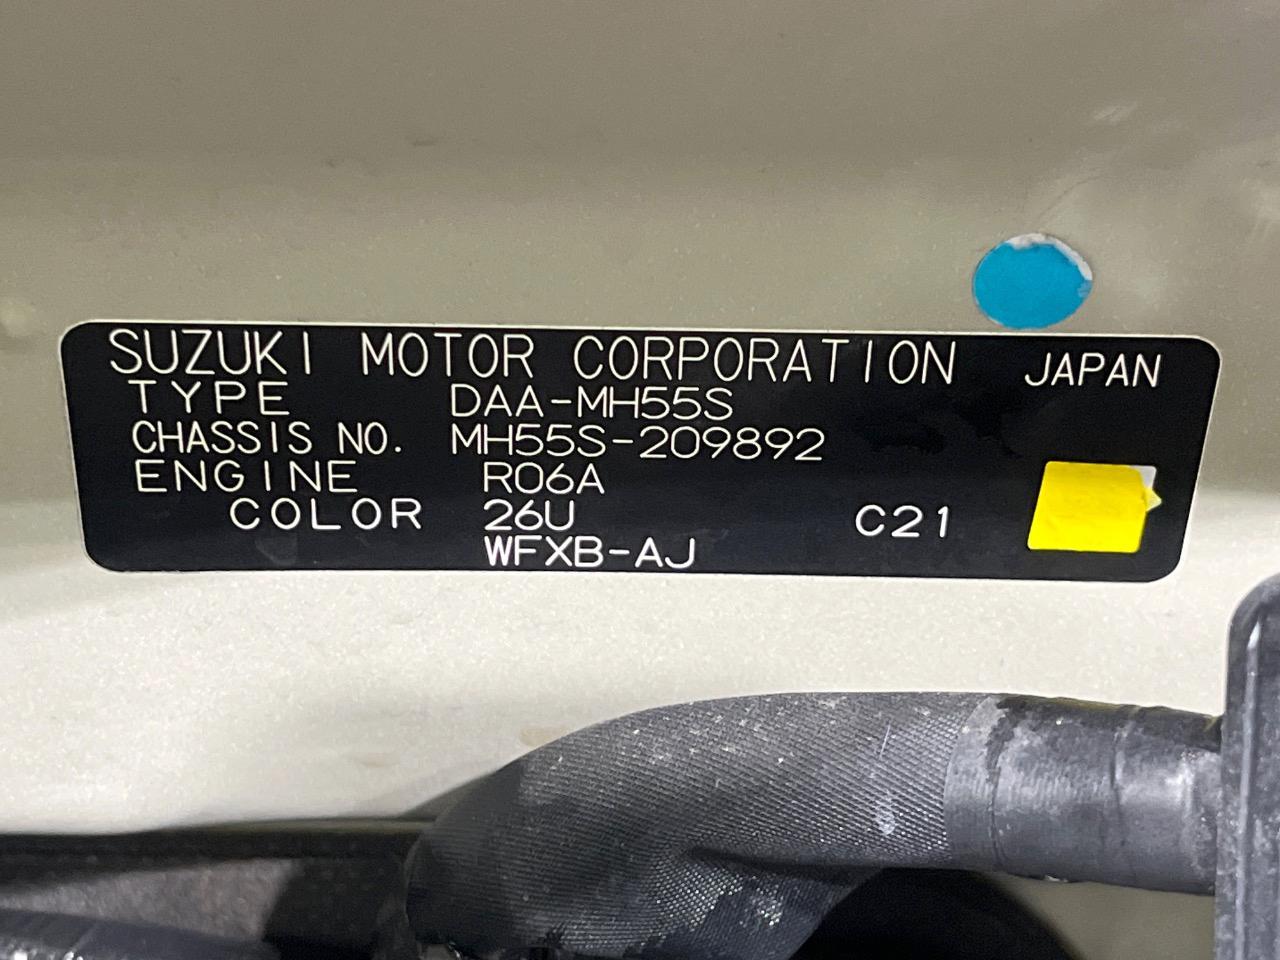 SUZUKI MOTOR CORPORATION JAPAN
TYPE DAA-MH55S
CHASSIS NO. MH55S-209892
ENGINE R06A
COLOR 26U C21
WFXB-AJ